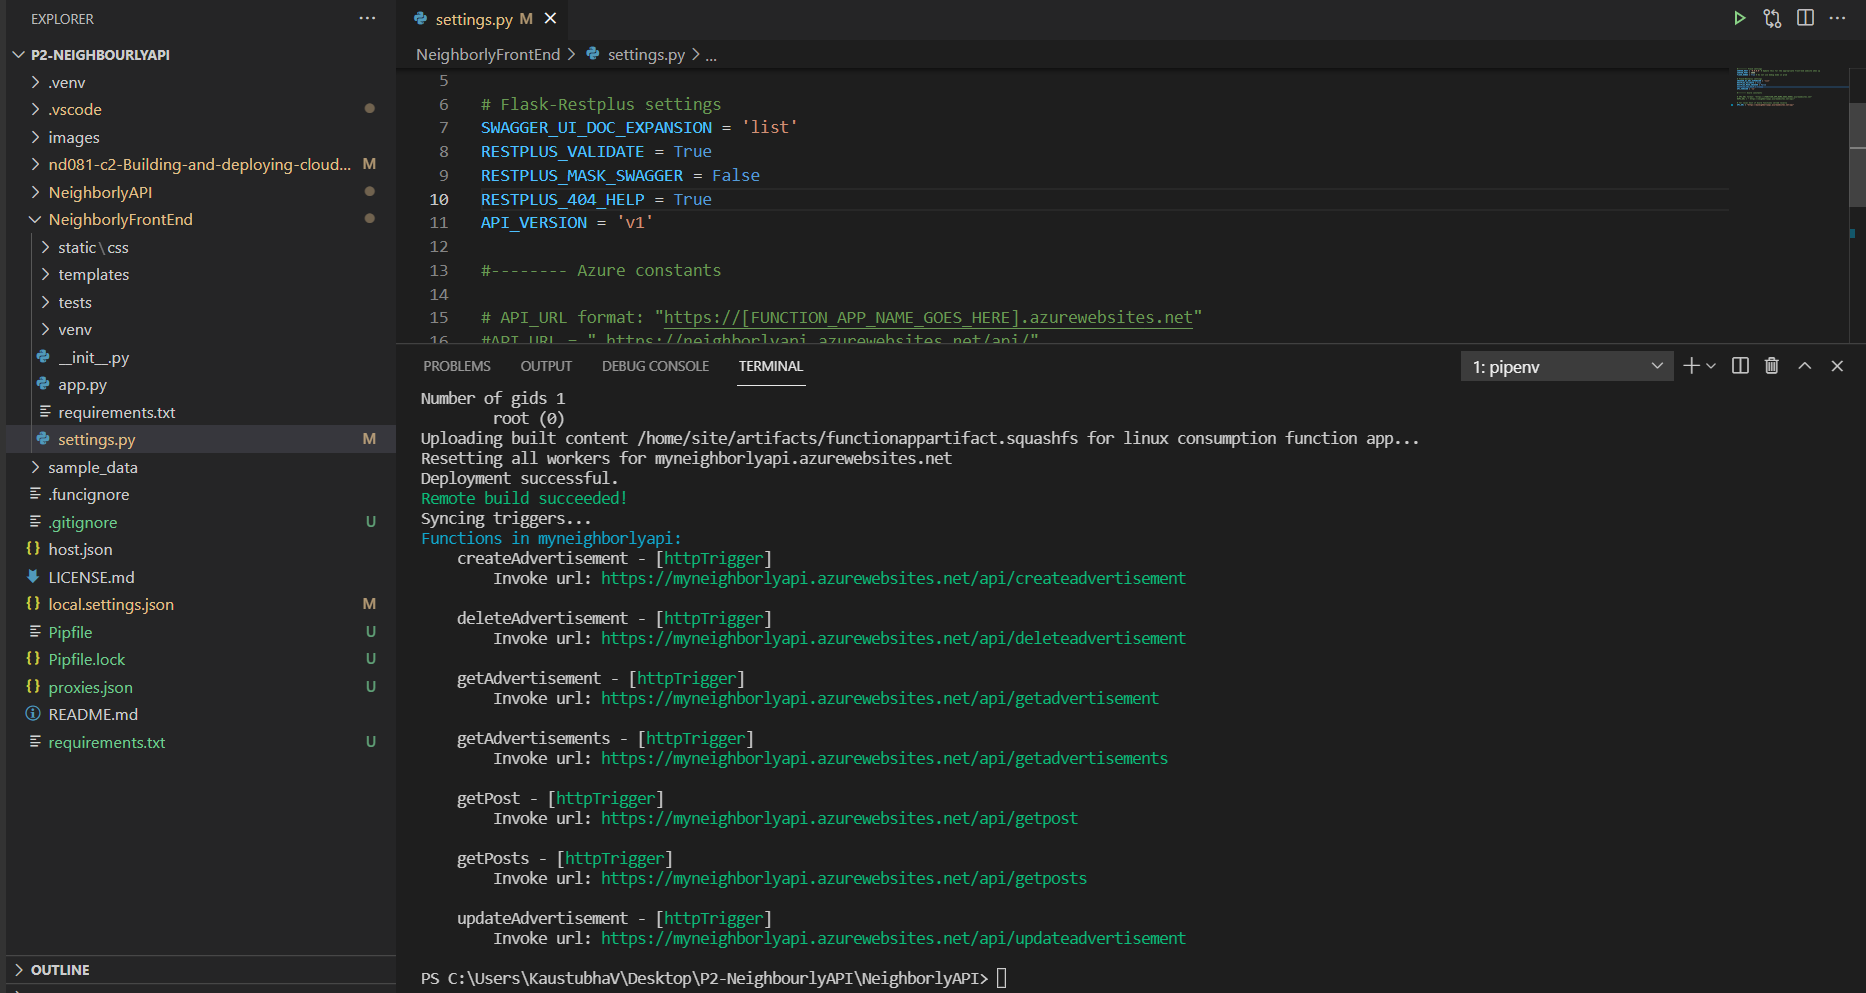 EXPLORER
P2-NEIGHBOURLYAPI
.venv
.vscode
images
nd081-c2-Building-and-deploying-cloud... M
NeighborlyAPI
NeighborlyFrontEnd
static\css
templates
tests
venv
__init__.py
app.py
requirements.txt
settings.py M
sample_data
.funcignore
.gitignore U
host.json
LICENSE.md
local.settings.json M
Pipfile U
Pipfile.lock U
proxies.json U
README.md
requirements.txt U
OUTLINE
settings.py M
NeighborlyFrontEnd > settings.py > ...
5
6 # Flask-Restplus settings
7 SWAGGER_UI_DOC_EXPANSION = 'list'
8 RESTPLUS_VALIDATE = True
9 RESTPLUS_MASK_SWAGGER = False
10 RESTPLUS_404_HELP = True
11 API_VERSION = 'v1'
12
13 #-------- Azure constants
14
15 # API_URL format: "https://[FUNCTION_APP_NAME_GOES_HERE].azurewebsites.net"
16 #API_URL = " https://neighborlyapi.azurewebsites.net/api/"
PROBLEMS OUTPUT DEBUG CONSOLE TERMINAL 1: pipenv
Number of gids 1
root (0)
Uploading built content /home/site/artifacts/functionappartifact.squashfs for linux consumption function app...
Resetting all workers for myneighborlyapi.azurewebsites.net
Deployment successful.
Remote build succeeded!
Syncing triggers...
Functions in myneighborlyapi:
createAdvertisement - [httpTrigger]
Invoke url: https://myneighborlyapi.azurewebsites.net/api/createadvertisement
deleteAdvertisement - [httpTrigger]
Invoke url: https://myneighborlyapi.azurewebsites.net/api/deleteadvertisement
getAdvertisement - [httpTrigger]
Invoke url: https://myneighborlyapi.azurewebsites.net/api/getadvertisement
getAdvertisements - [httpTrigger]
Invoke url: https://myneighborlyapi.azurewebsites.net/api/getadvertisements
getPost - [httpTrigger]
Invoke url: https://myneighborlyapi.azurewebsites.net/api/getpost
getPosts - [httpTrigger]
Invoke url: https://myneighborlyapi.azurewebsites.net/api/getposts
updateAdvertisement - [httpTrigger]
Invoke url: https://myneighborlyapi.azurewebsites.net/api/updateadvertisement
PS C:\Users\KaustubhaV\Desktop\P2-NeighbourlyAPI\NeighborlyAPI>